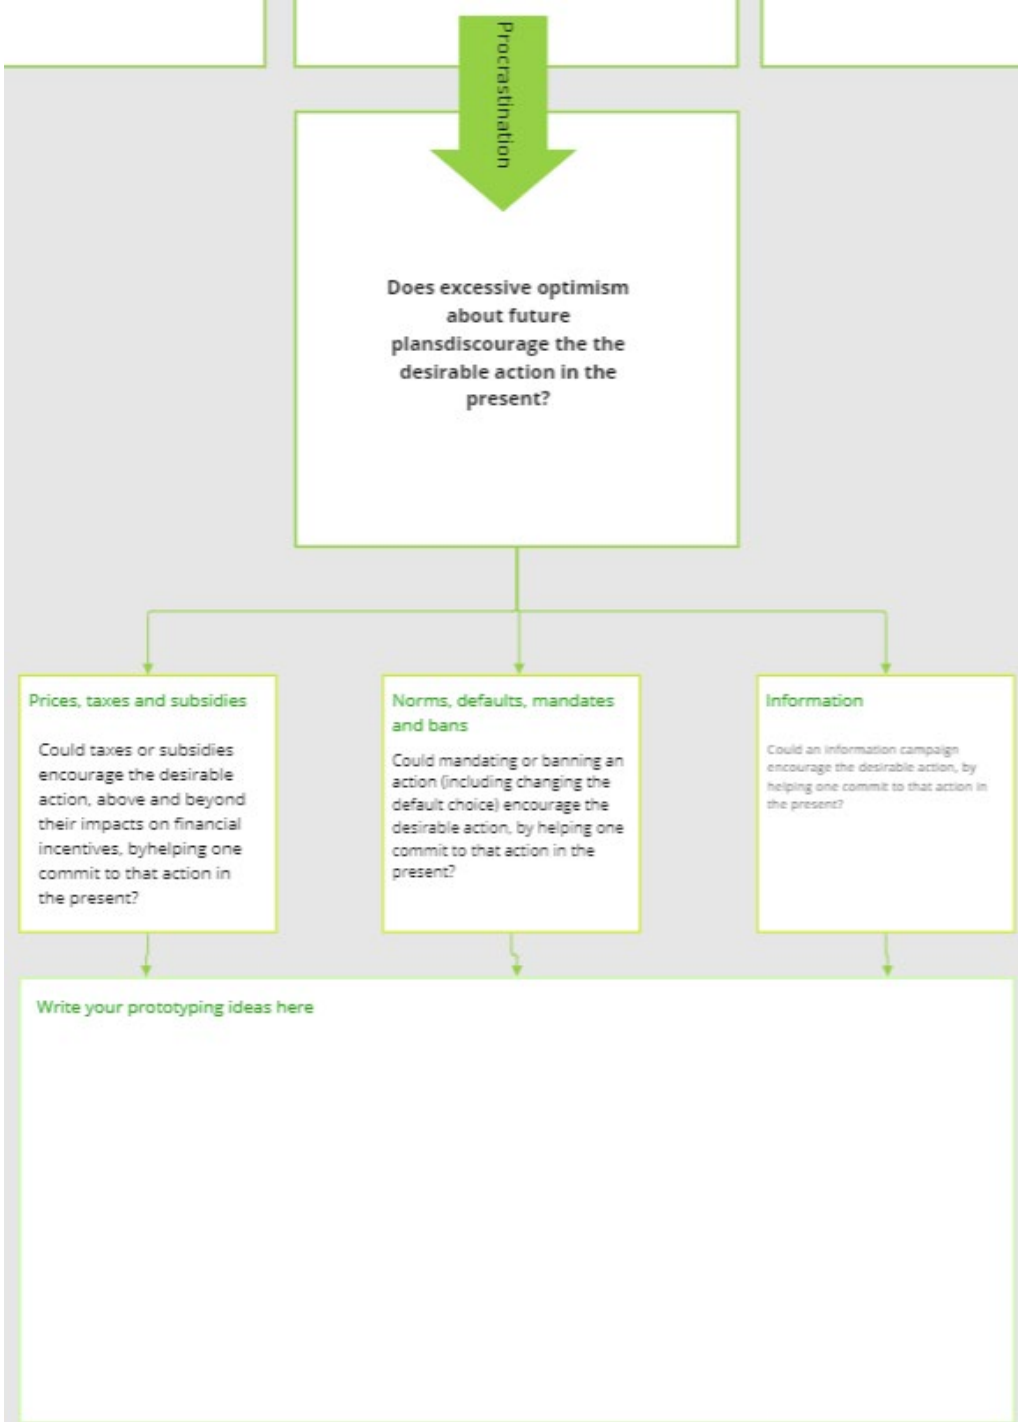 Procrastination
Does excessive optimism
about future
plansdiscourage the the
desirable action in the
present?
Prices, taxes and subsidies
Could taxes or subsidies
encourage the desirable
action, above and beyond
their impacts on financial
incentives, byhelping one
commit to that action in
the present?
Norms, defaults, mandates
and bans
Could mandating or banning an
action (including changing the
default choice) encourage the
desirable action, by helping one
commit to that action in the
present?
Information
Could an information campaign
encourage the desirable action, by
helping one commit to that action in
the present?
Write your prototyping ideas here